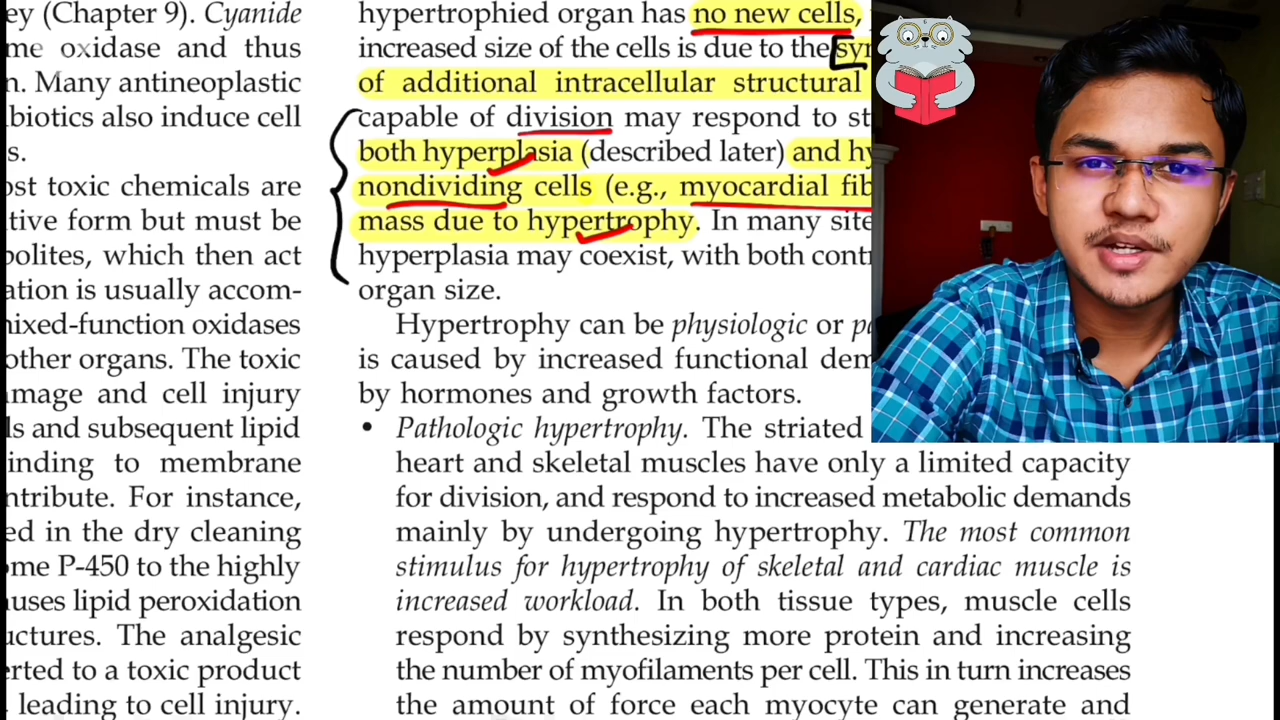 ey (Chapter 9). Cyanide
me oxidase and thus
n. Many antineoplastic
biotics also induce cell
s.
ost toxic chemicals are
tive form but must be
olites, which then act
ation is usually accom-
mixed-function oxidases
other organs. The toxic
mage and cell injury
ls and subsequent lipid
inding to membrane
ntribute. For instance,
ed in the dry cleaning
ome P-450 to the highly
auses lipid peroxidation
uctures. The analgesic
erted to a toxic product
leading to cell injury.
hypertrophied organ has no new cells,
increased size of the cells is due to the syn
of additional intracellular structural
capable of division may respond to st
both hyperplasia (described later) and hy
nondividing cells (e.g., myocardial fib
mass due to hypertrophy. In many site
hyperplasia may coexist, with both cont
organ size.
Hypertrophy can be physiologic or pa
is caused by increased functional dem
by hormones and growth factors.
• Pathologic hypertrophy. The striated
heart and skeletal muscles have only a limited capacity
for division, and respond to increased metabolic demands
mainly by undergoing hypertrophy. The most common
stimulus for hypertrophy of skeletal and cardiac muscle is
increased workload. In both tissue types, muscle cells
respond by synthesizing more protein and increasing
the number of myofilaments per cell. This in turn increases
the amount of force each myocyte can generate and